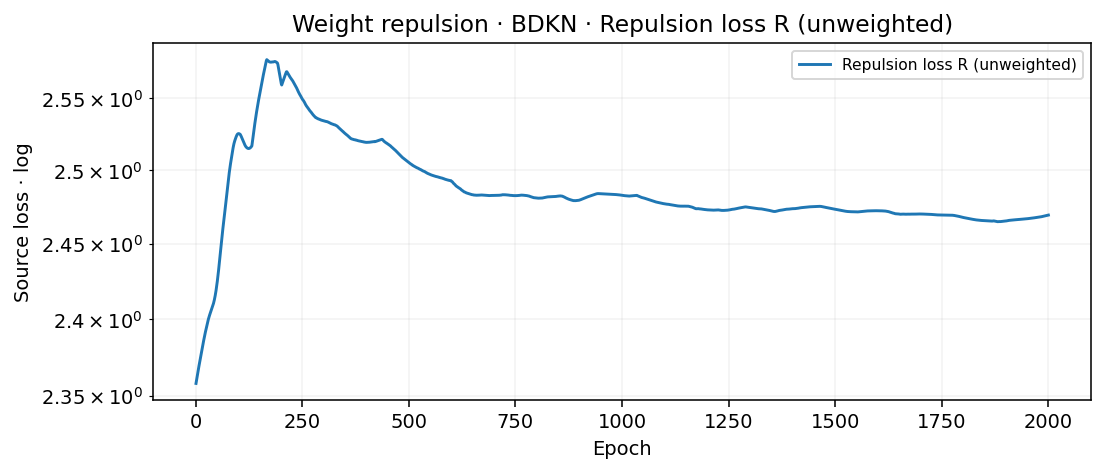 Weight repulsion · BDKN · Repulsion loss R (unweighted)
Repulsion loss R (unweighted)
Source loss · log
2.55 × 10⁰
2.5 × 10⁰
2.45 × 10⁰
2.4 × 10⁰
2.35 × 10⁰
0 250 500 750 1000 1250 1500 1750 2000
Epoch